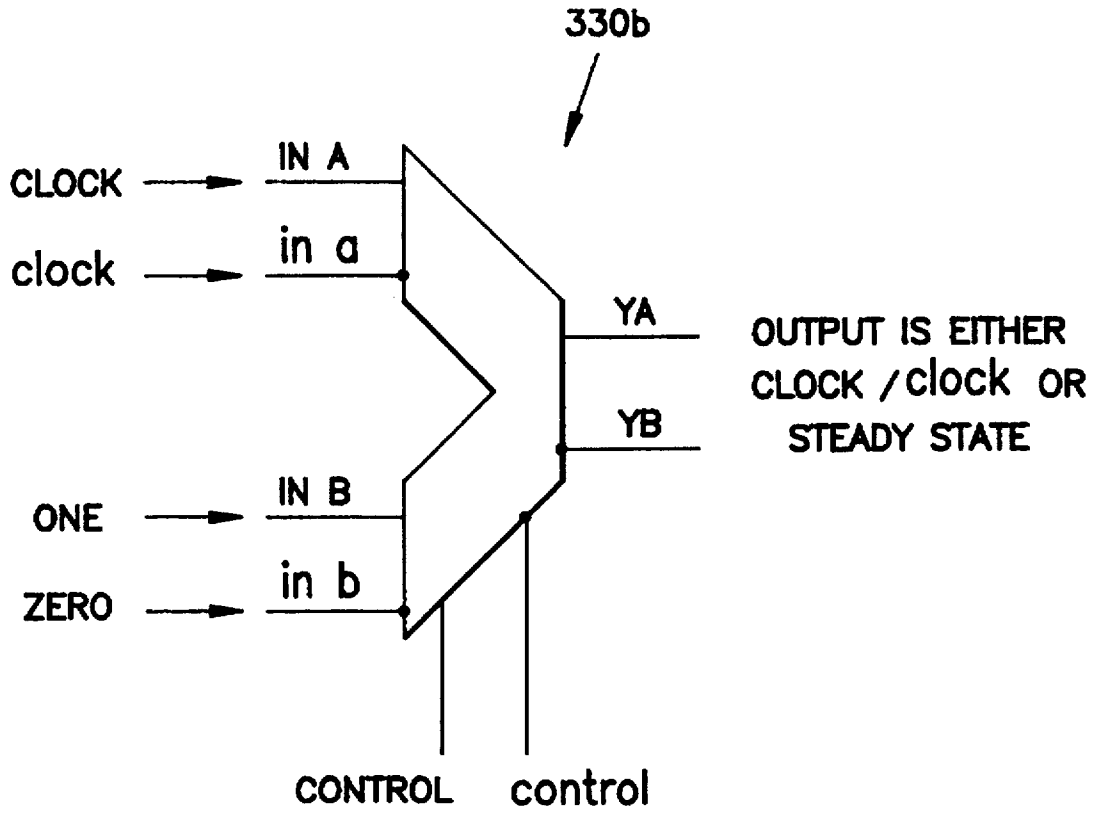 330b
IN A
CLOCK
in a
clock
YA
OUTPUT IS EITHER
CLOCK / clock OR
STEADY STATE
YB
IN B
ONE
in b
ZERO
CONTROL control